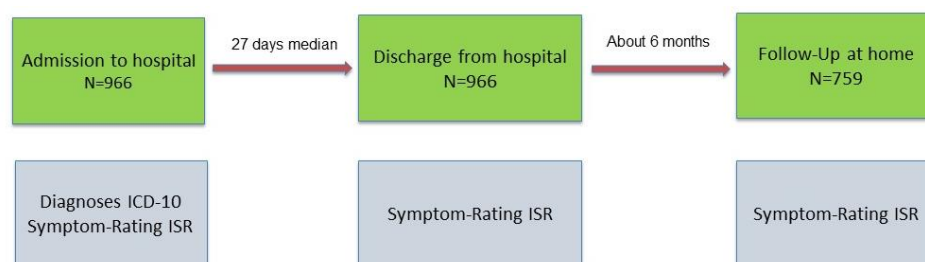 Admission to hospital
N=966
27 days median
Discharge from hospital
N=966
About 6 months
Follow-Up at home
N=759
Diagnoses ICD-10
Symptom-Rating ISR
Symptom-Rating ISR
Symptom-Rating ISR